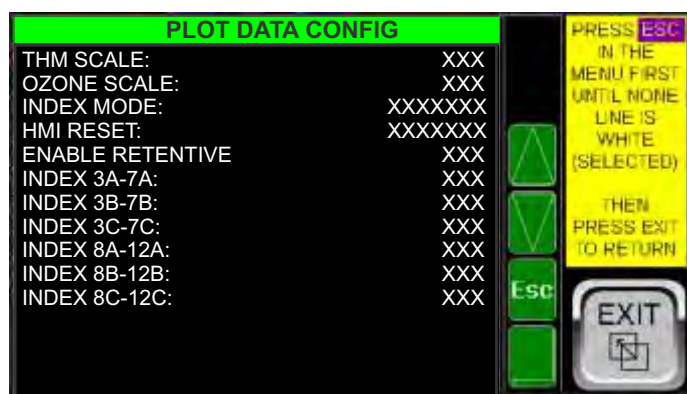 PLOT DATA CONFIG
THM SCALE: XXX
OZONE SCALE: XXX
INDEX MODE: XXXXXXX
HMI RESET: XXXXXXX
ENABLE RETENTIVE XXX
INDEX 3A-7A: XXX
INDEX 3B-7B: XXX
INDEX 3C-7C: XXX
INDEX 8A-12A: XXX
INDEX 8B-12B: XXX
INDEX 8C-12C: XXX
Esc
PRESS ESC
IN THE
MENU FIRST
UNTIL NONE
LINE IS
WHITE
(SELECTED)
THEN
PRESS EXIT
TO RETURN
EXIT